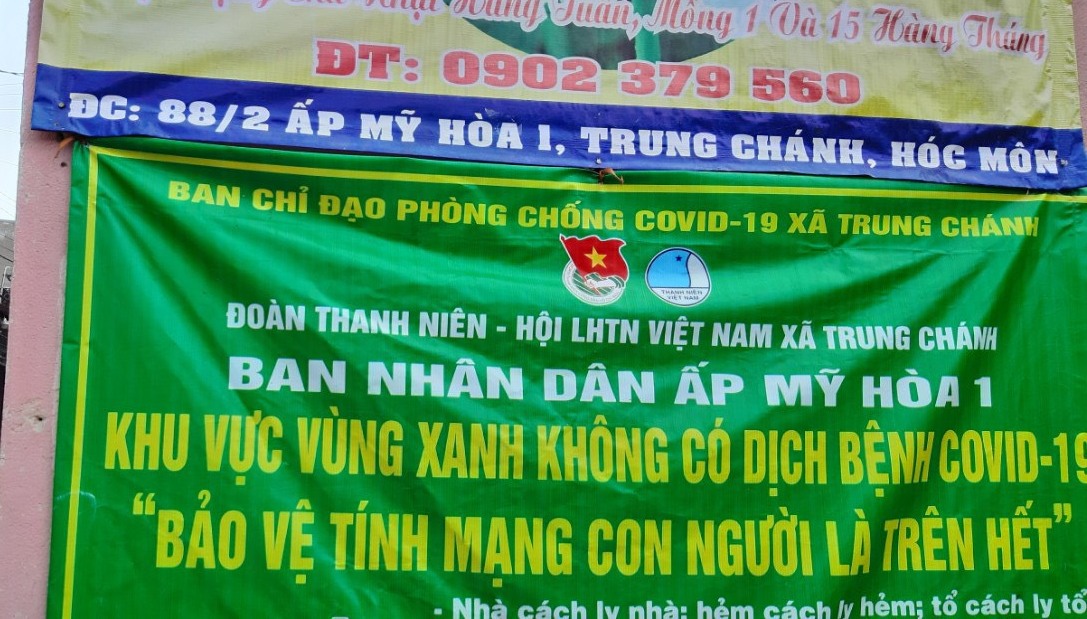 Nhật Hàng Tuần, Mồng 1 Và 15 Hàng Tháng
ĐT: 0902 379 560
ĐC: 88/2 ẤP MỸ HÒA 1, TRUNG CHÁNH, HÓC MÔN
BAN CHỈ ĐẠO PHÒNG CHỐNG COVID-19 XÃ TRUNG CHÁNH
THANH NIÊN
VIỆT NAM
ĐOÀN THANH NIÊN - HỘI LHTN VIỆT NAM XÃ TRUNG CHÁNH
BAN NHÂN DÂN ẤP MỸ HÒA 1
KHU VỰC VÙNG XANH KHÔNG CÓ DỊCH BỆNH COVID-19
“BẢO VỆ TÍNH MẠNG CON NGƯỜI LÀ TRÊN HẾT”
- Nhà cách ly nhà; hẻm cách ly hẻm; tổ cách ly tổ